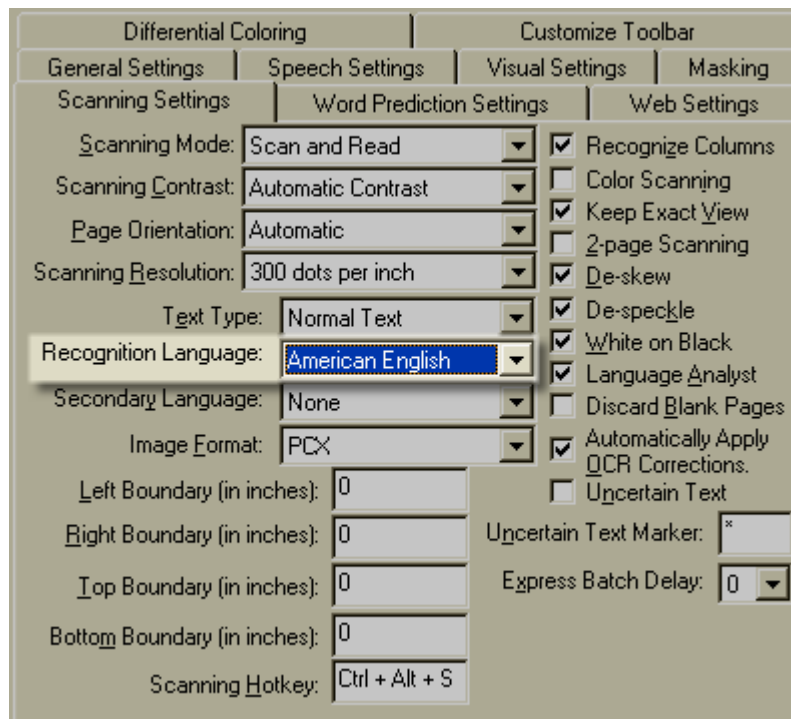 Differential Coloring Customize Toolbar
General Settings Speech Settings Visual Settings Masking
Scanning Settings Word Prediction Settings Web Settings
Scanning Mode: Scan and Read
Scanning Contrast: Automatic Contrast
Page Orientation: Automatic
Scanning Resolution: 300 dots per inch
Text Type: Normal Text
Recognition Language: American English
Secondary Language: None
Image Format: PCX
Left Boundary (in inches): 0
Right Boundary (in inches): 0
Top Boundary (in inches): 0
Bottom Boundary (in inches): 0
Scanning Hotkey: Ctrl + Alt + S
Recognize Columns
Color Scanning
Keep Exact View
2-page Scanning
De-skew
De-speckle
White on Black
Language Analyst
Discard Blank Pages
Automatically Apply
OCR Corrections.
Uncertain Text
Uncertain Text Marker: *
Express Batch Delay: 0